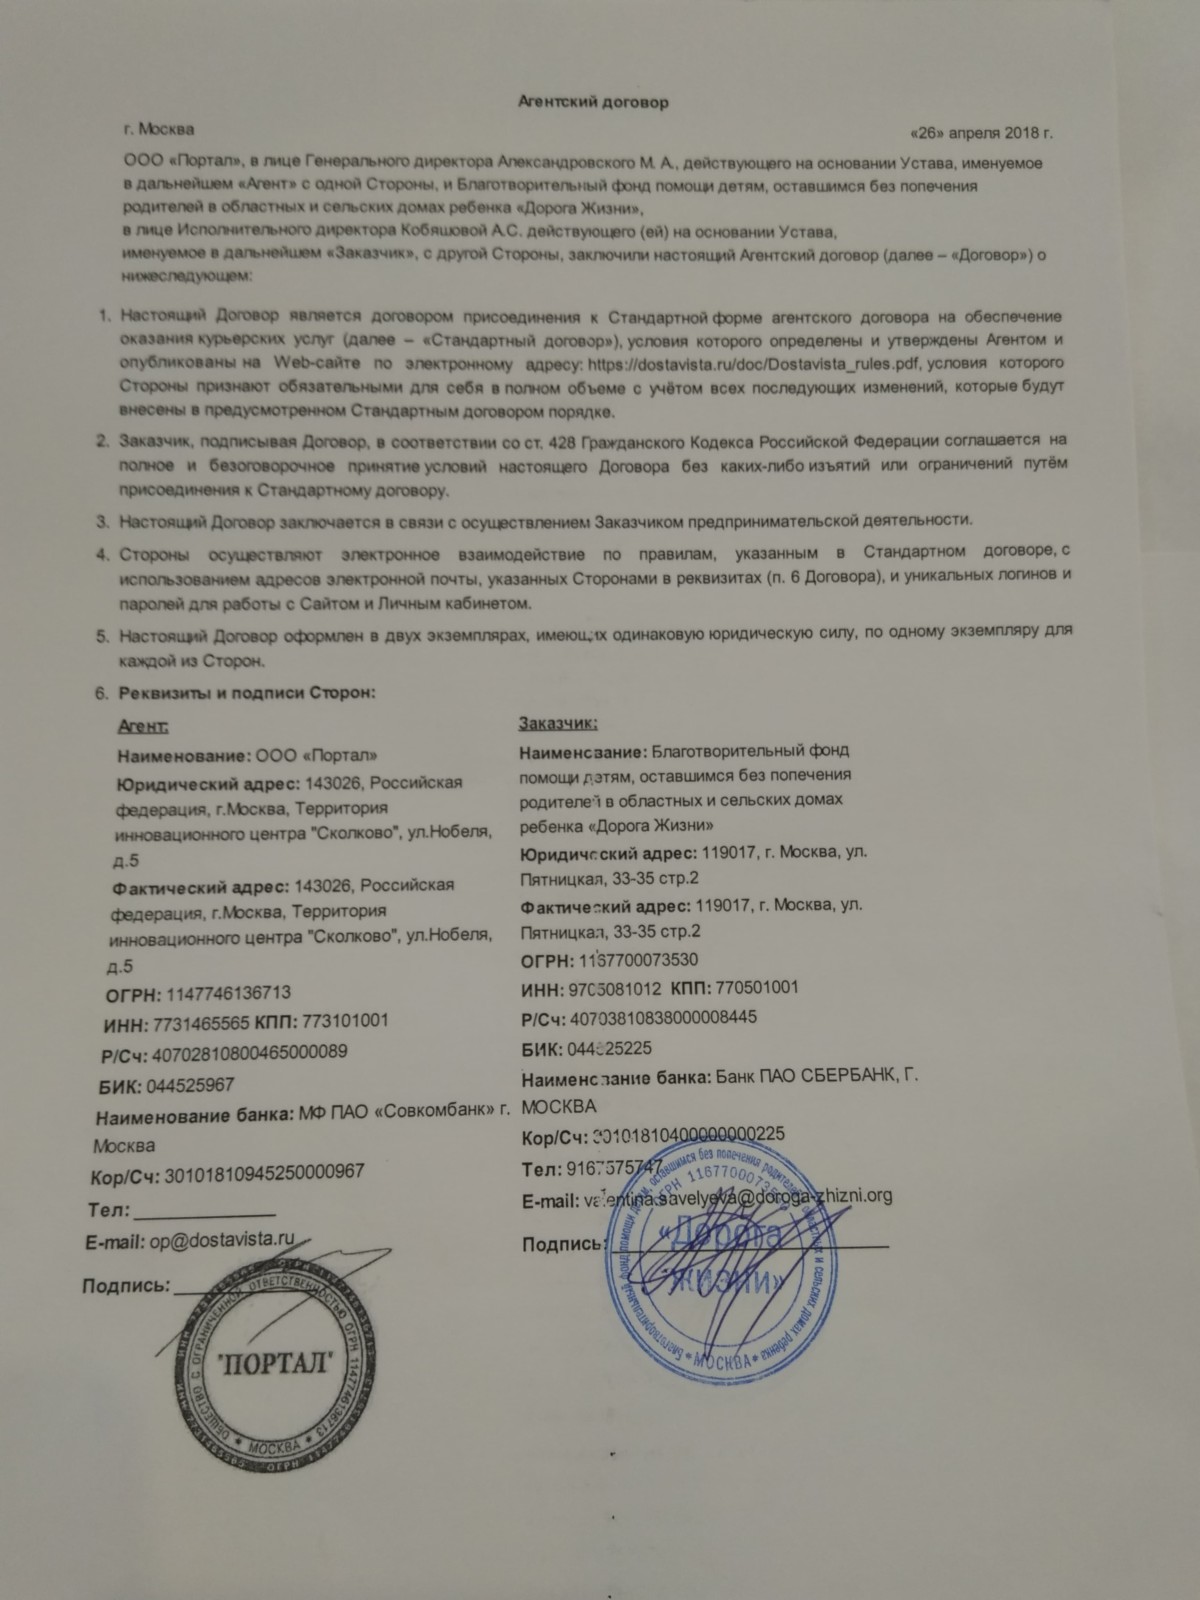 Агентский договор
г. Москва
«26» апреля 2018 г.
ООО «Портал», в лице Генерального директора Александровского М. А., действующего на основании Устава, именуемое
в дальнейшем «Агент» с одной Стороны, и Благотворительный фонд помощи детям, оставшимся без попечения
родителей в областных и сельских домах ребенка «Дорога Жизни»,
в лице Исполнительного директора Кобяшовой А.С. действующего (ей) на основании Устава,
именуемое в дальнейшем «Заказчик», с другой Стороны, заключили настоящий Агентский договор (далее – «Договор») о
нижеследующем:
1. Настоящий Договор является договором присоединения к Стандартной форме агентского договора на обеспечение
оказания курьерских услуг (далее – «Стандартный договор»), условия которого определены и утверждены Агентом и
опубликованы на Web-сайте по электронному адресу: https://dostavista.ru/doc/Dostavista_rules.pdf, условия которого
Стороны признают обязательными для себя в полном объеме с учётом всех последующих изменений, которые будут
внесены в предусмотренном Стандартным договором порядке.
2. Заказчик, подписывая Договор, в соответствии со ст. 428 Гражданского Кодекса Российской Федерации соглашается на
полное и безоговорочное принятие условий настоящего Договора без каких-либо изъятий или ограничений путём
присоединения к Стандартному договору.
3. Настоящий Договор заключается в связи с осуществлением Заказчиком предпринимательской деятельности.
4. Стороны осуществляют электронное взаимодействие по правилам, указанным в Стандартном договоре, с
использованием адресов электронной почты, указанных Сторонами в реквизитах (п. 6 Договора), и уникальных логинов и
паролей для работы с Сайтом и Личным кабинетом.
5. Настоящий Договор оформлен в двух экземплярах, имеющих одинаковую юридическую силу, по одному экземпляру для
каждой из Сторон.
6. Реквизиты и подписи Сторон:
Агент:
Наименование: ООО «Портал»
Юридический адрес: 143026, Российская
федерация, г.Москва, Территория
инновационного центра "Сколково", ул.Нобеля,
д.5
Фактический адрес: 143026, Российская
федерация, г.Москва, Территория
инновационного центра "Сколково", ул.Нобеля,
д.5
ОГРН: 1147746136713
ИНН: 7731465565 КПП: 773101001
Р/Сч: 40702810800465000089
БИК: 044525967
Наименование банка: МФ ПАО «Совкомбанк» г.
Москва
Кор/Сч: 30101810945250000967
Тел:
E-mail: op@dostavista.ru
Подпись:
ОБЩЕСТВО С ОГРАНИЧЕННОЙ ОТВЕТСТВЕННОСТЬЮ ОГРН 1147746136713
"ПОРТАЛ"
* МОСКВА *
Заказчик:
Наименование: Благотворительный фонд
помощи детям, оставшимся без попечения
родителей в областных и сельских домах
ребенка «Дорога Жизни»
Юридический адрес: 119017, г. Москва, ул.
Пятницкая, 33-35 стр.2
Фактический адрес: 119017, г. Москва, ул.
Пятницкая, 33-35 стр.2
ОГРН: 1167700073530
ИНН: 9705081012 КПП: 770501001
Р/Сч: 40703810838000008445
БИК: 044525225
Наименование банка: Банк ПАО СБЕРБАНК, Г.
МОСКВА
Кор/Сч: 30101810400000000225
Тел: 9167575747
E-mail: valentina.savelyeva@doroga-zhizni.org
Подпись:
Благотворительный фонд помощи детям, оставшимся без попечения родителей в областных и сельских домах ребенка
«Дорога
ЖИЗНИ»
* МОСКВА *